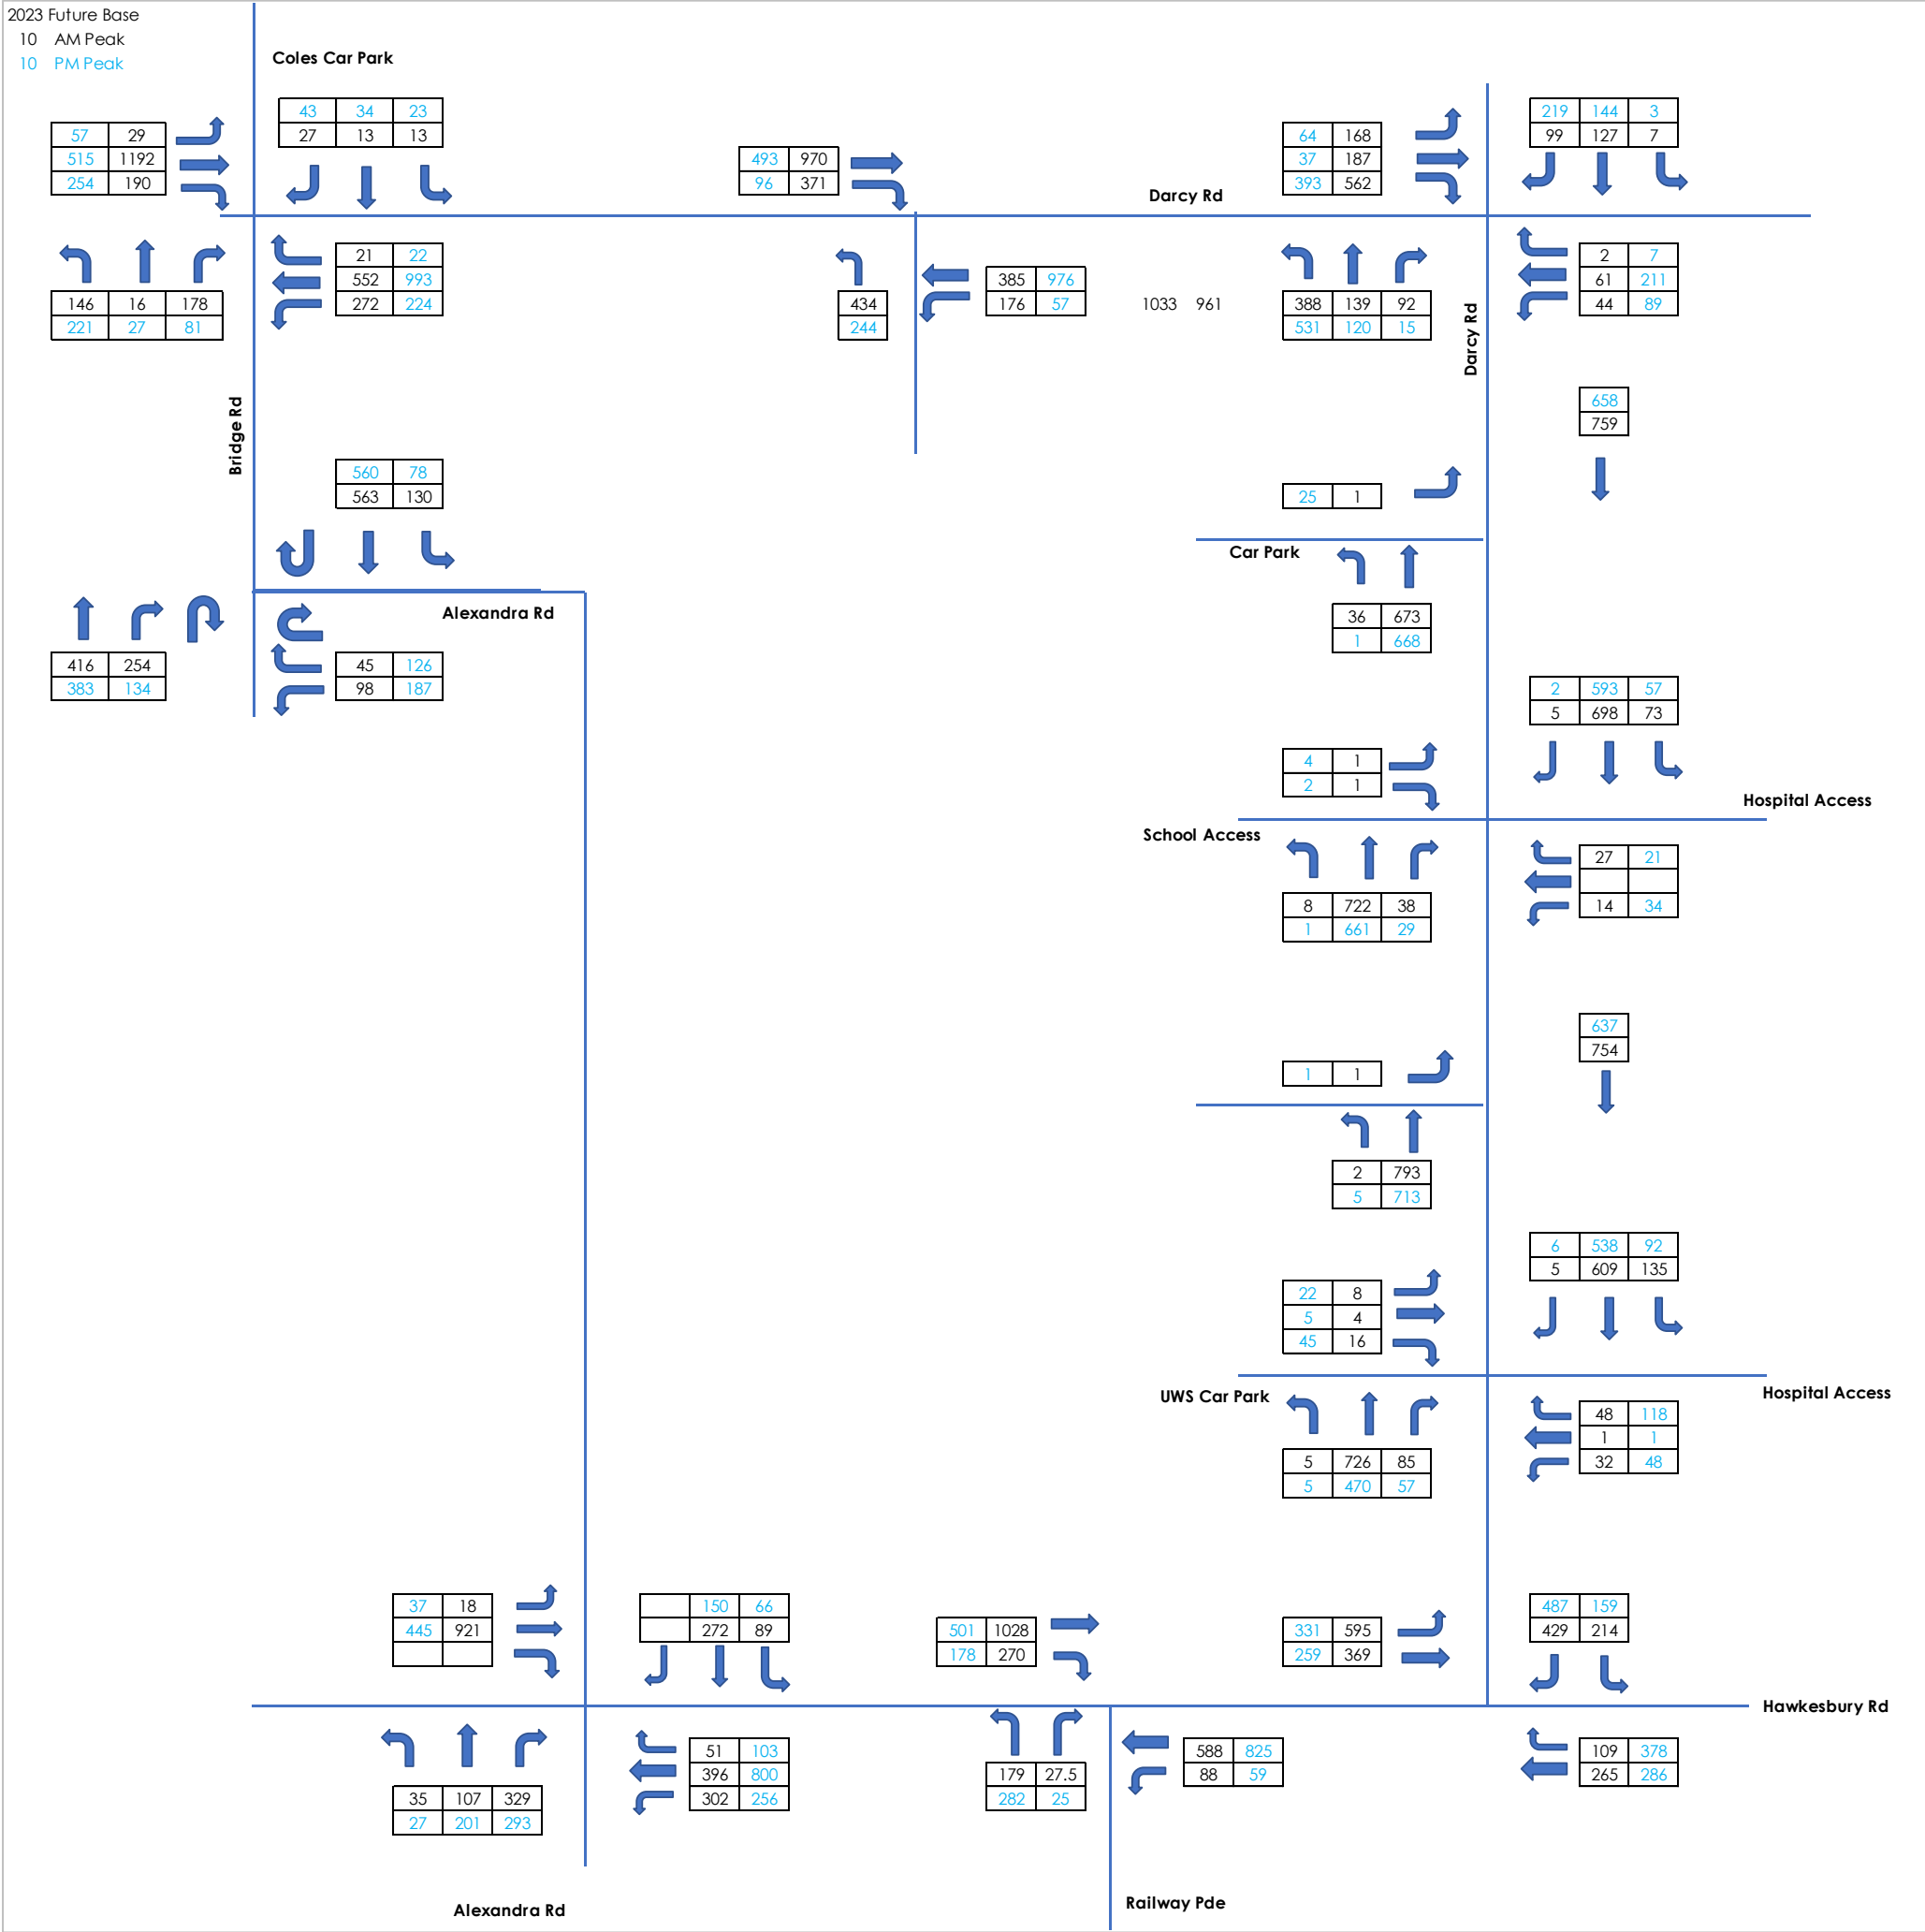 2023 Future Base
10 AM Peak
10 PM Peak
Coles Car Park
43 34 23
27 13 13
57 29
515 1192
254 190
493 970
96 371
64 168
37 187
393 562
219 144 3
99 127 7
Darcy Rd
146 16 178
221 27 81
21 22
552 993
272 224
434
244
385 976
176 57
1033 961
388 139 92
531 120 15
Darcy Rd
2 7
61 211
44 89
658
759
Bridge Rd
560 78
563 130
25 1
Car Park
36 673
1 668
Alexandra Rd
416 254
383 134
45 126
98 187
2 593 57
5 698 73
4 1
2 1
Hospital Access
School Access
27 21
14 34
8 722 38
1 661 29
637
754
1 1
2 793
5 713
6 538 92
5 609 135
22 8
5 4
45 16
UWS Car Park
Hospital Access
48 118
1 1
32 48
5 726 85
5 470 57
37 18
445 921
150 66
272 89
501 1028
178 270
331 595
259 369
487 159
429 214
Hawkesbury Rd
35 107 329
27 201 293
51 103
396 800
302 256
179 27.5
282 25
588 825
88 59
109 378
265 286
Alexandra Rd
Railway Pde